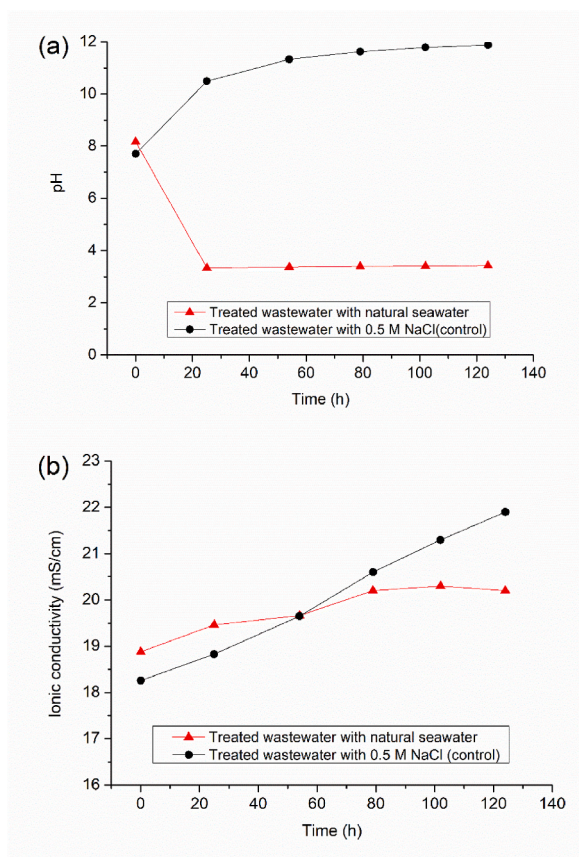 (a)
12
10
8
6
4
2
0
pH
Treated wastewater with natural seawater
Treated wastewater with 0.5 M NaCl(control)
0 20 40 60 80 100 120 140
Time (h)
(b)
23
22
21
20
19
18
17
16
Ionic conductivity (mS/cm)
Treated wastewater with natural seawater
Treated wastewater with 0.5 M NaCl (control)
0 20 40 60 80 100 120 140
Time (h)